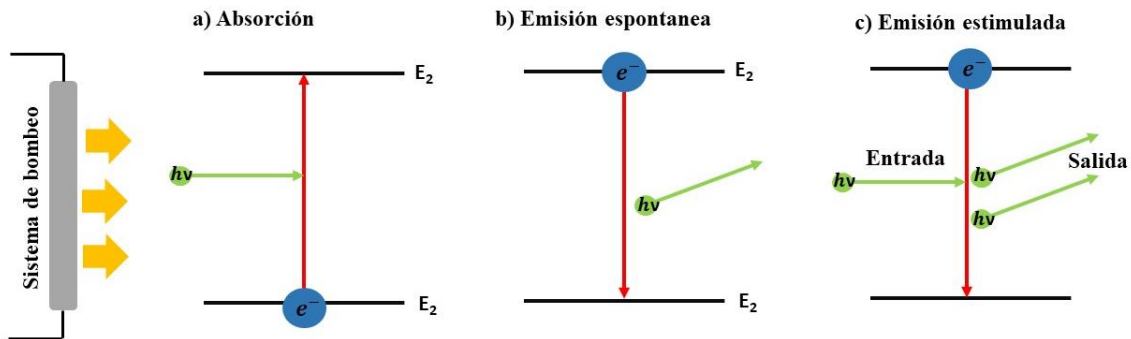 Sistema de bombeo
a) Absorción
E₂
hν
e⁻
E₂
b) Emisión espontanea
e⁻
E₂
hν
E₂
c) Emisión estimulada
e⁻
Entrada
Salida
hν
hν
hν